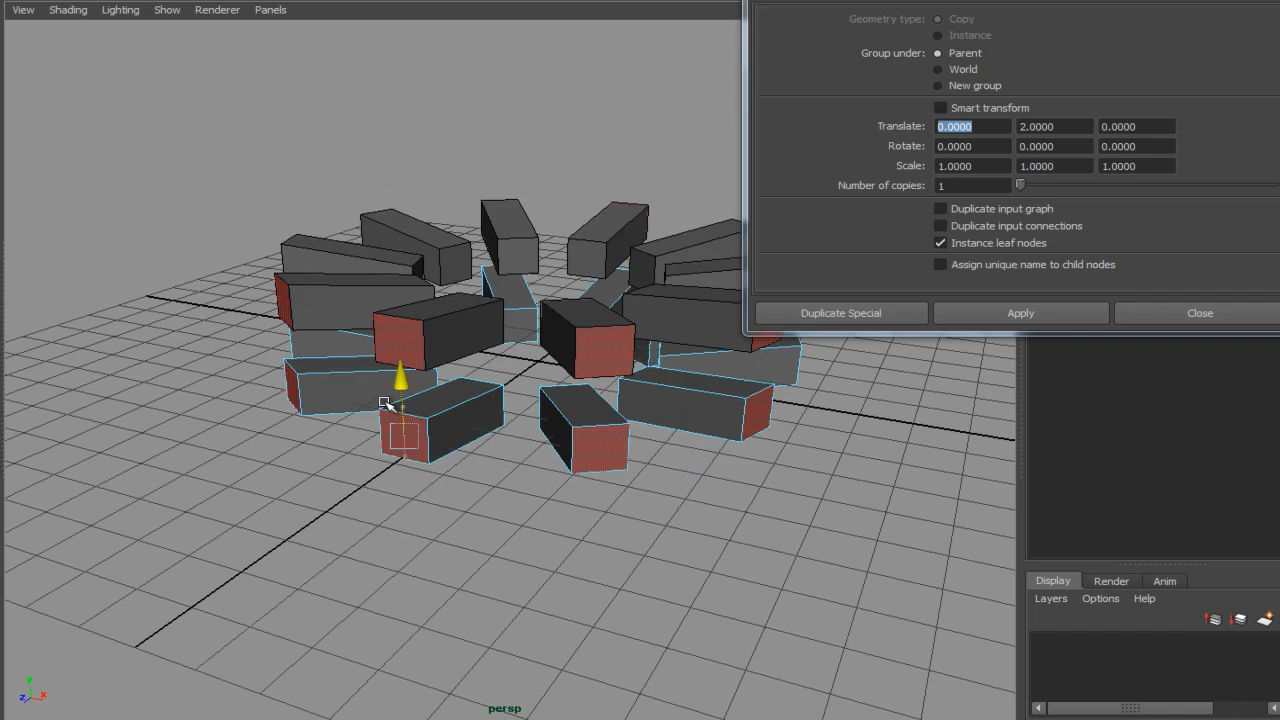 View Shading Lighting Show Renderer Panels
Geometry type: Copy
Instance
Group under: Parent
World
New group
Smart transform
Translate: 0.0000 2.0000 0.0000
Rotate: 0.0000 0.0000 0.0000
Scale: 1.0000 1.0000 1.0000
Number of copies: 1
Duplicate input graph
Duplicate input connections
Instance leaf nodes
Assign unique name to child nodes
Duplicate Special Apply Close
Display Render Anim
Layers Options Help
y
z x
persp